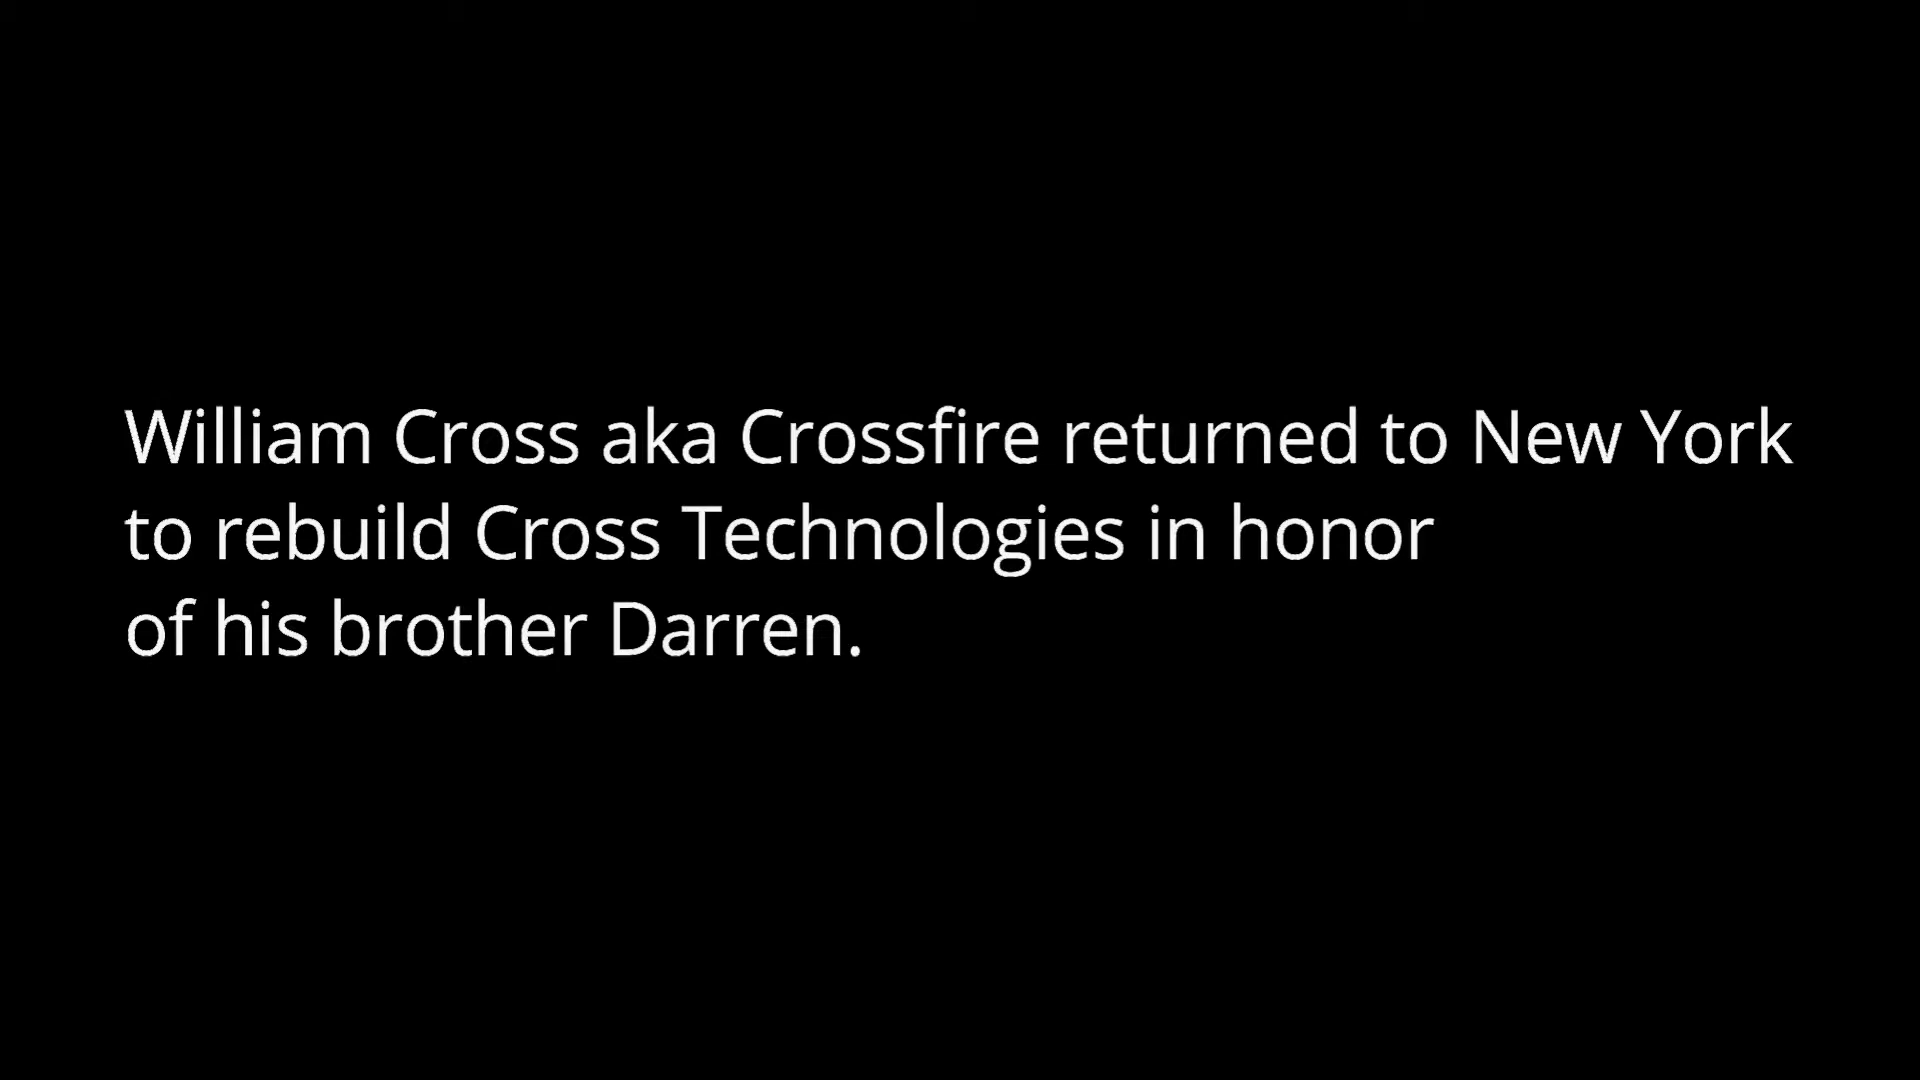 William Cross aka Crossfire returned to New York
to rebuild Cross Technologies in honor
of his brother Darren.